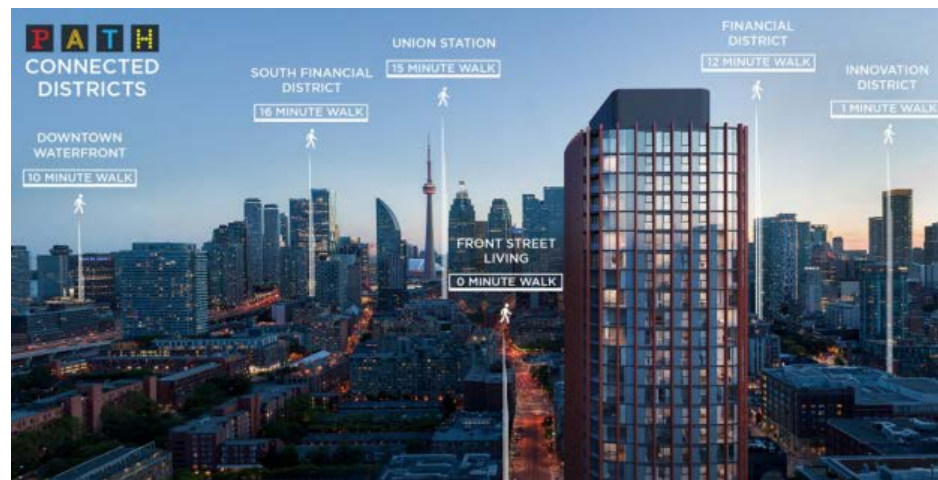 PATH
CONNECTED
DISTRICTS
DOWNTOWN
WATERFRONT
10 MINUTE WALK
SOUTH FINANCIAL
DISTRICT
16 MINUTE WALK
UNION STATION
15 MINUTE WALK
FRONT STREET
LIVING
0 MINUTE WALK
FINANCIAL
DISTRICT
12 MINUTE WALK
INNOVATION
DISTRICT
1 MINUTE WALK